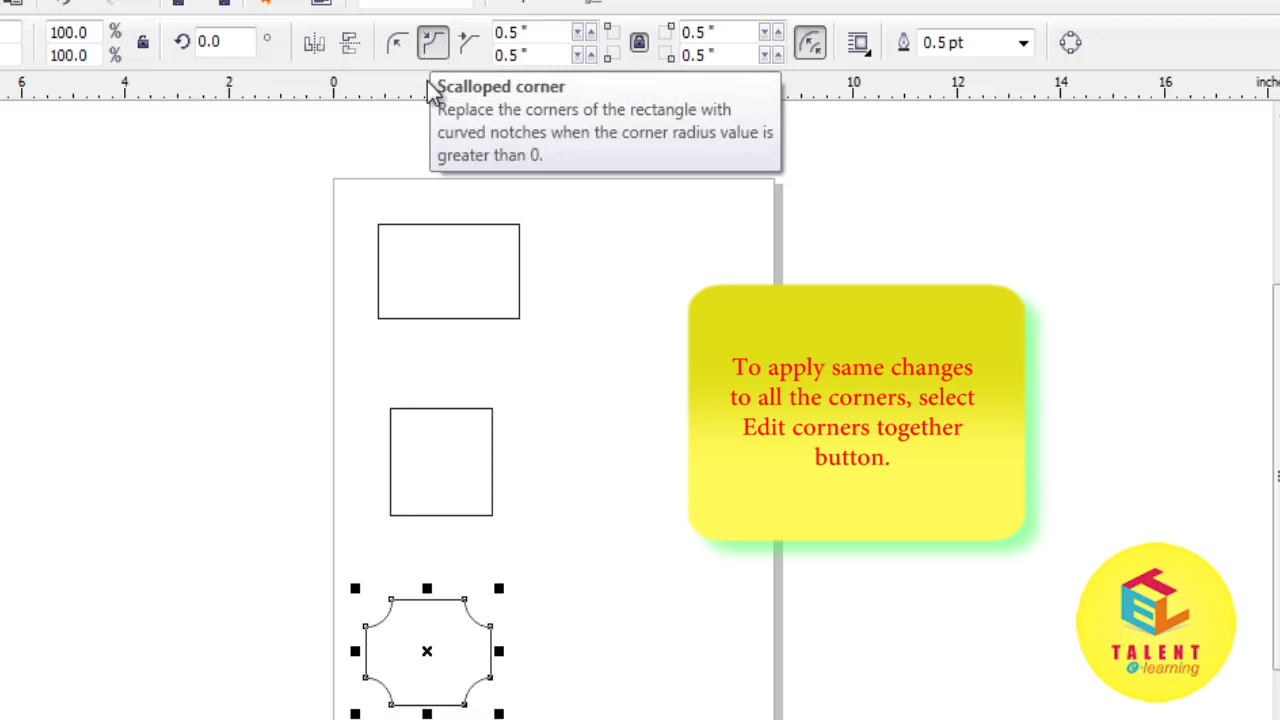 100.0 %
100.0 %
0.0 °
0.5 "
0.5 "
0.5 "
0.5 "
0.5 pt
6 4 2 0 10 12 14 16 inche
Scalloped corner
Replace the corners of the rectangle with
curved notches when the corner radius value is
greater than 0.
To apply same changes
to all the corners, select
Edit corners together
button.
TEL
TALENT
e-learning